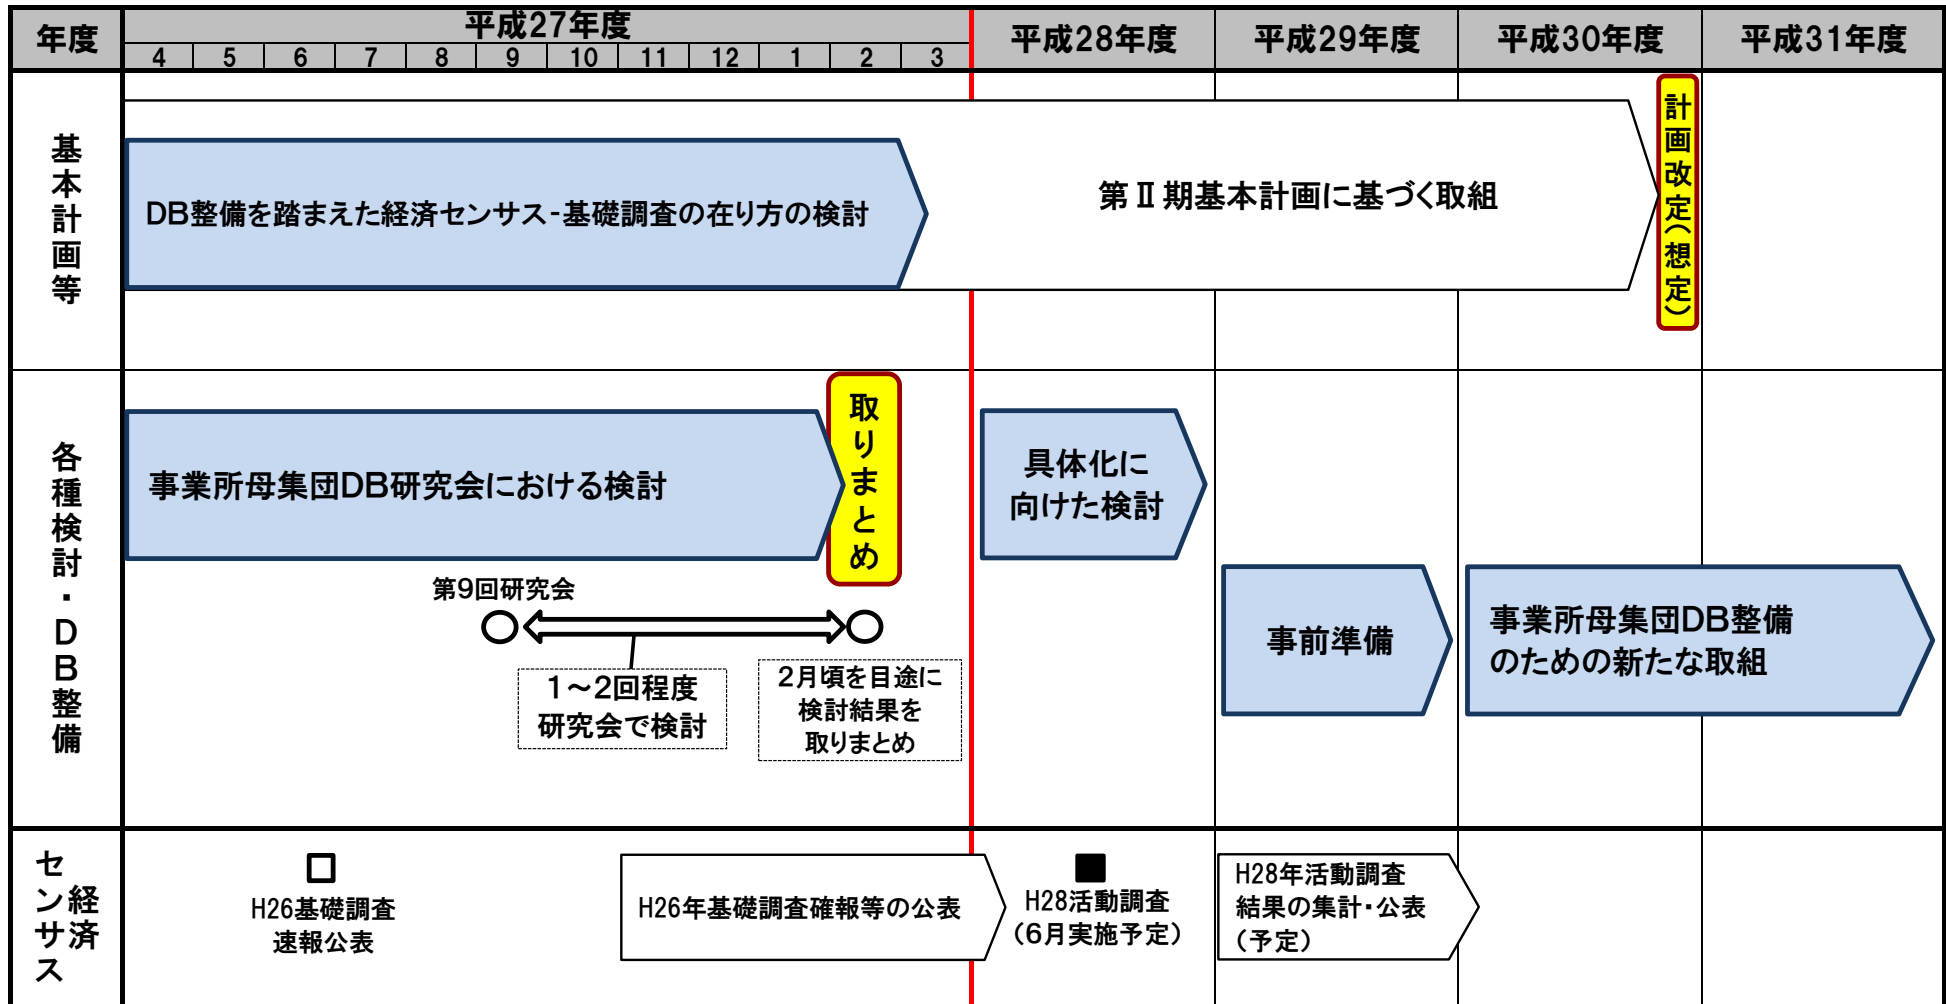 年度
平成27年度
平成28年度
平成29年度
平成30年度
平成31年度
4 5 6 7 8 9 10 11 12 1 2 3
基本計画等
DB整備を踏まえた経済センサス‐基礎調査の在り方の検討
第Ⅱ期基本計画に基づく取組
計画改定(想定)
各種検討・DB整備
事業所母集団DB研究会における検討
取りまとめ
具体化に
向けた検討
第9回研究会
1～2回程度
研究会で検討
2月頃を目途に
検討結果を
取りまとめ
事前準備
事業所母集団DB整備
のための新たな取組
経済
センサス
H26基礎調査
速報公表
H26年基礎調査確報等の公表
H28活動調査
(6月実施予定)
H28年活動調査
結果の集計・公表
(予定)